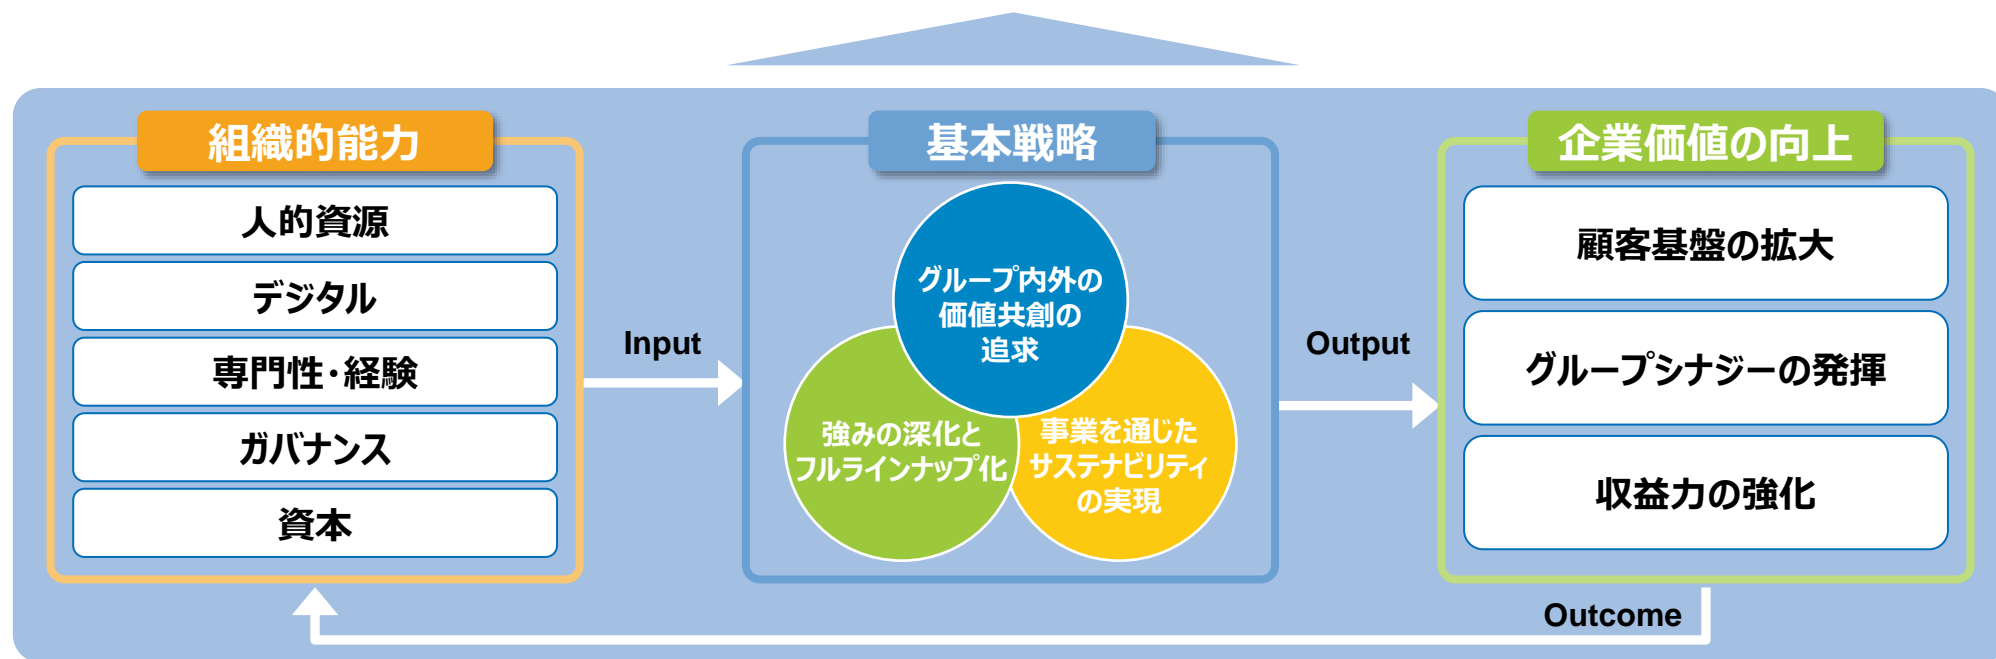 組織的能力
人的資源
デジタル
専門性・経験
ガバナンス
資本
Input
基本戦略
グループ内外の
価値共創の
追求
強みの深化と
フルラインナップ化
事業を通じた
サステナビリティ
の実現
Output
企業価値の向上
顧客基盤の拡大
グループシナジーの発揮
収益力の強化
Outcome